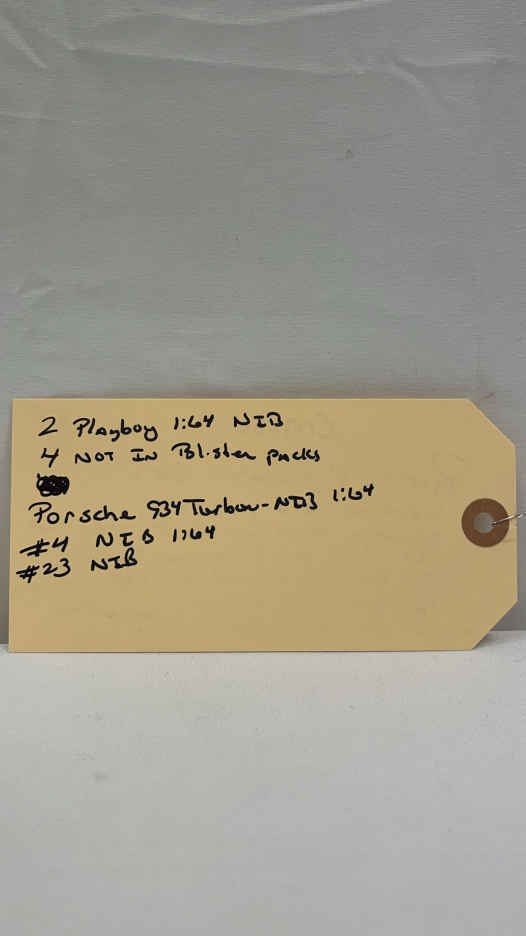 2 Playboy 1:64 NIB
4 NOT IN Blister packs
Porsche 934 Turbow-NIB 1:64
#4 NIB 1:64
#23 NIB